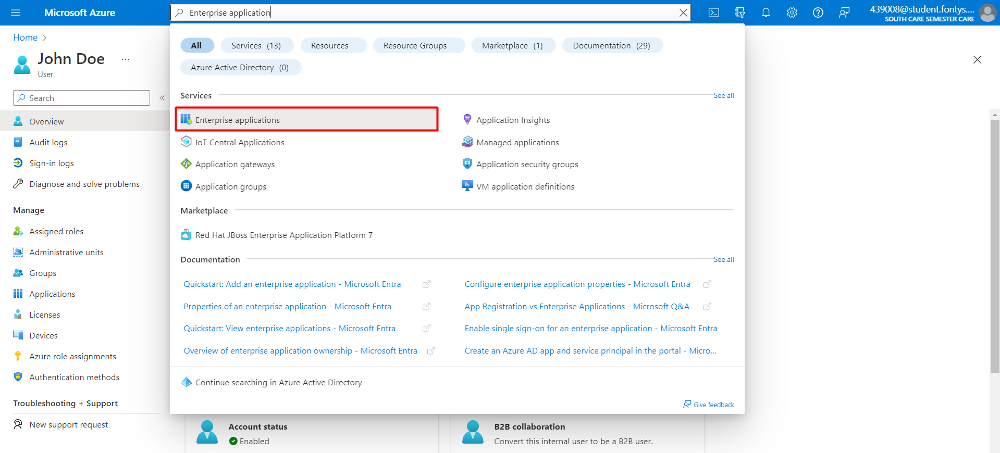 Microsoft Azure
Enterprise application
439008@student.fontys....
SOUTH CARE SEMESTER CARE
Home
John Doe
...
User
Search
«
Overview
Audit logs
Sign-in logs
Diagnose and solve problems
Manage
Assigned roles
Administrative units
Groups
Applications
Licenses
Devices
Azure role assignments
Authentication methods
Troubleshooting + Support
New support request
All
Services (13)
Resources
Resource Groups
Marketplace (1)
Documentation (29)
Azure Active Directory (0)
Services
See all
Enterprise applications
Application Insights
IoT Central Applications
Managed applications
Application gateways
Application security groups
Application groups
VM application definitions
Marketplace
Red Hat JBoss Enterprise Application Platform 7
Documentation
See all
Quickstart: Add an enterprise application - Microsoft Entra
Configure enterprise application properties - Microsoft Entra
Properties of an enterprise application - Microsoft Entra
App Registration vs Enterprise Applications - Microsoft Q&A
Quickstart: View enterprise applications - Microsoft Entra
Enable single sign-on for an enterprise application - Microsoft Entra
Overview of enterprise application ownership - Microsoft Entra
Create an Azure AD app and service principal in the portal - Micro...
Continue searching in Azure Active Directory
Give feedback
Account status
Enabled
B2B collaboration
Convert this internal user to be a B2B user.